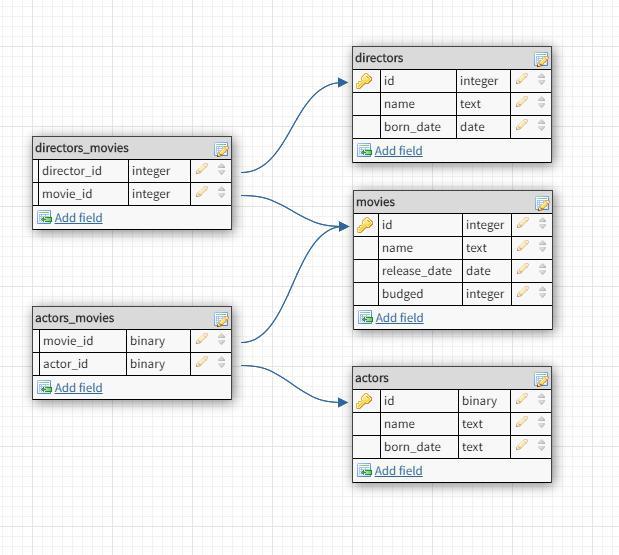 directors
id integer
name text
born_date date
Add field
directors_movies
director_id integer
movie_id integer
Add field
movies
id integer
name text
release_date date
budged integer
Add field
actors_movies
movie_id binary
actor_id binary
Add field
actors
id binary
name text
born_date text
Add field